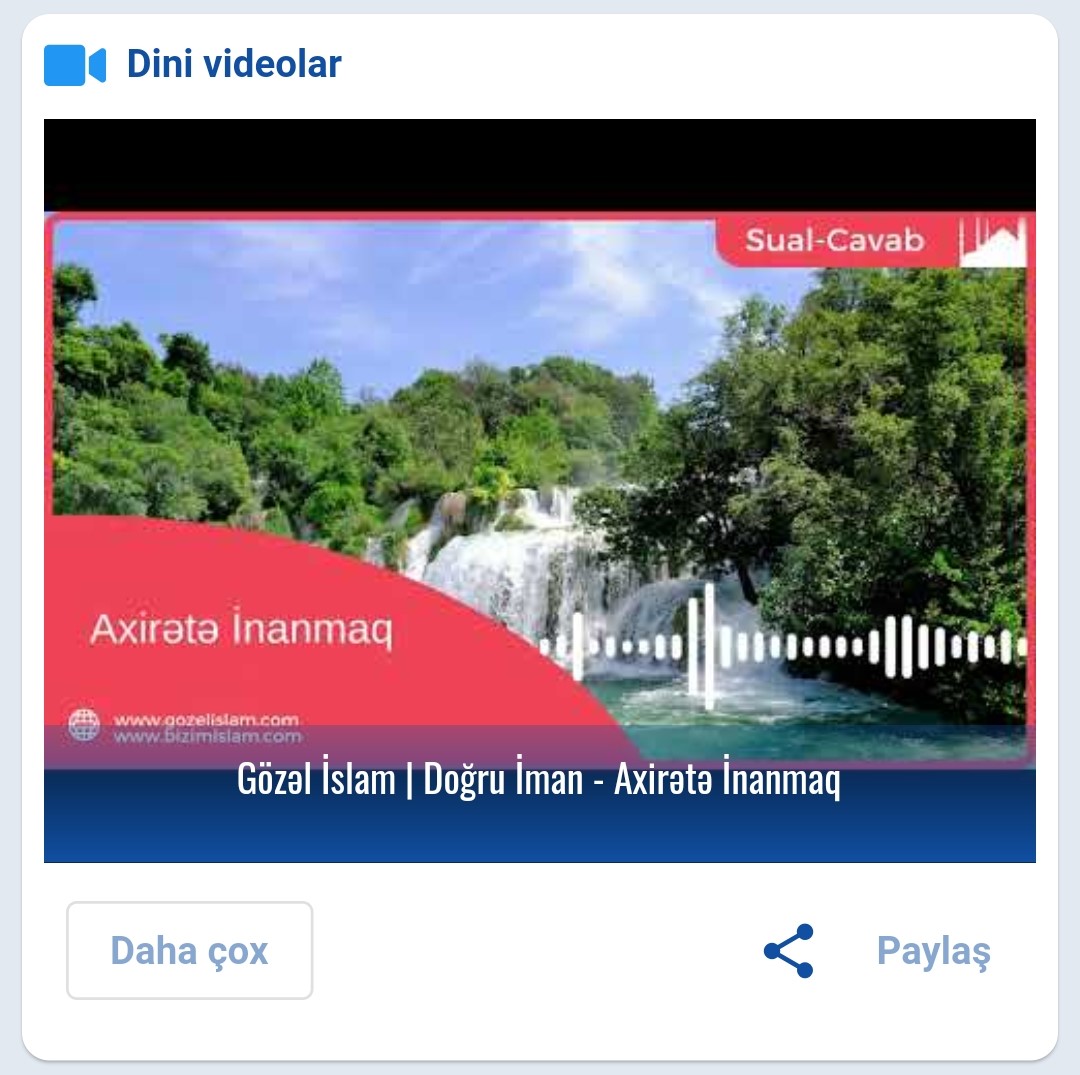 Dini videolar
Sual-Cavab
Axirətə İnanmaq
www.gozelislam.com
www.bizimislam.com
Gözəl İslam | Doğru İman - Axirətə İnanmaq
Daha çox
Paylaş